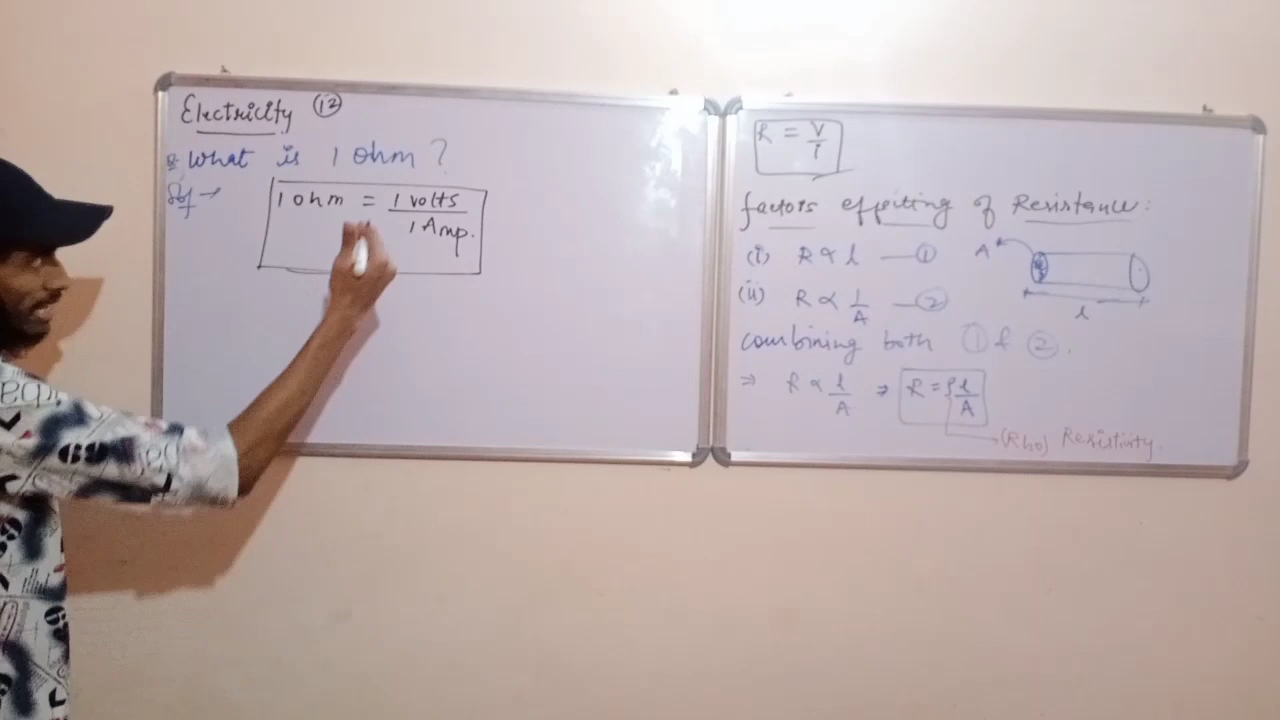 Electricity 12
Q: What is 1 ohm?
Sol →
1 ohm = 1 volts / 1 Amp.
R = V / i
factors effecting of Resistance:
(i) R ∝ l — ①
A
(ii) R ∝ 1 / A — ②
l
combining both ① & ②.
⇒ R ∝ l / A ⇒ R = ρ l / A
(Rho) Resistivity.
69